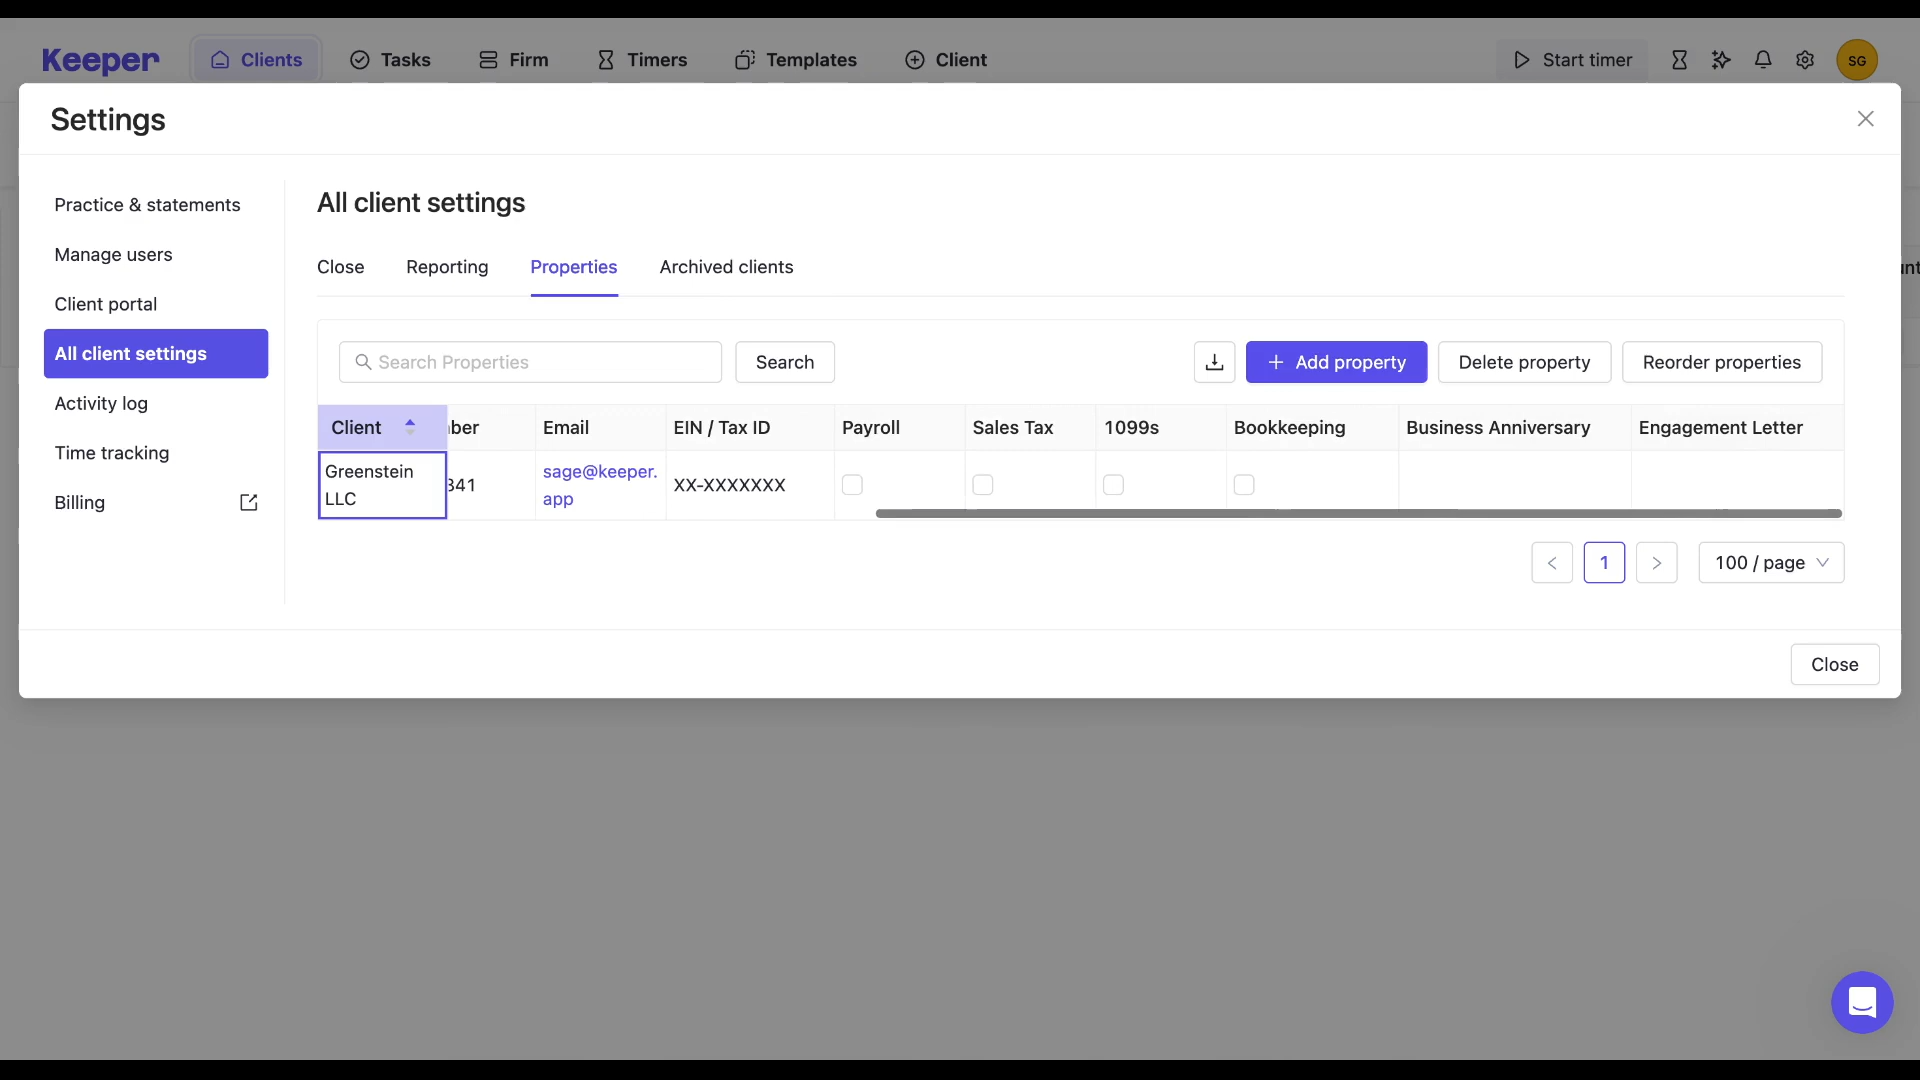 Keeper
Clients
Tasks
Firm
Timers
Templates
Client
Start timer
SG
Settings
Practice & statements
Manage users
Client portal
All client settings
Activity log
Time tracking
Billing
All client settings
Close
Reporting
Properties
Archived clients
Search Properties
Search
Add property
Delete property
Reorder properties
Client
ber
Email
EIN / Tax ID
Payroll
Sales Tax
1099s
Bookkeeping
Business Anniversary
Engagement Letter
Greenstein
LLC
341
sage@keeper.
app
XX-XXXXXXX
1
100 / page
Close